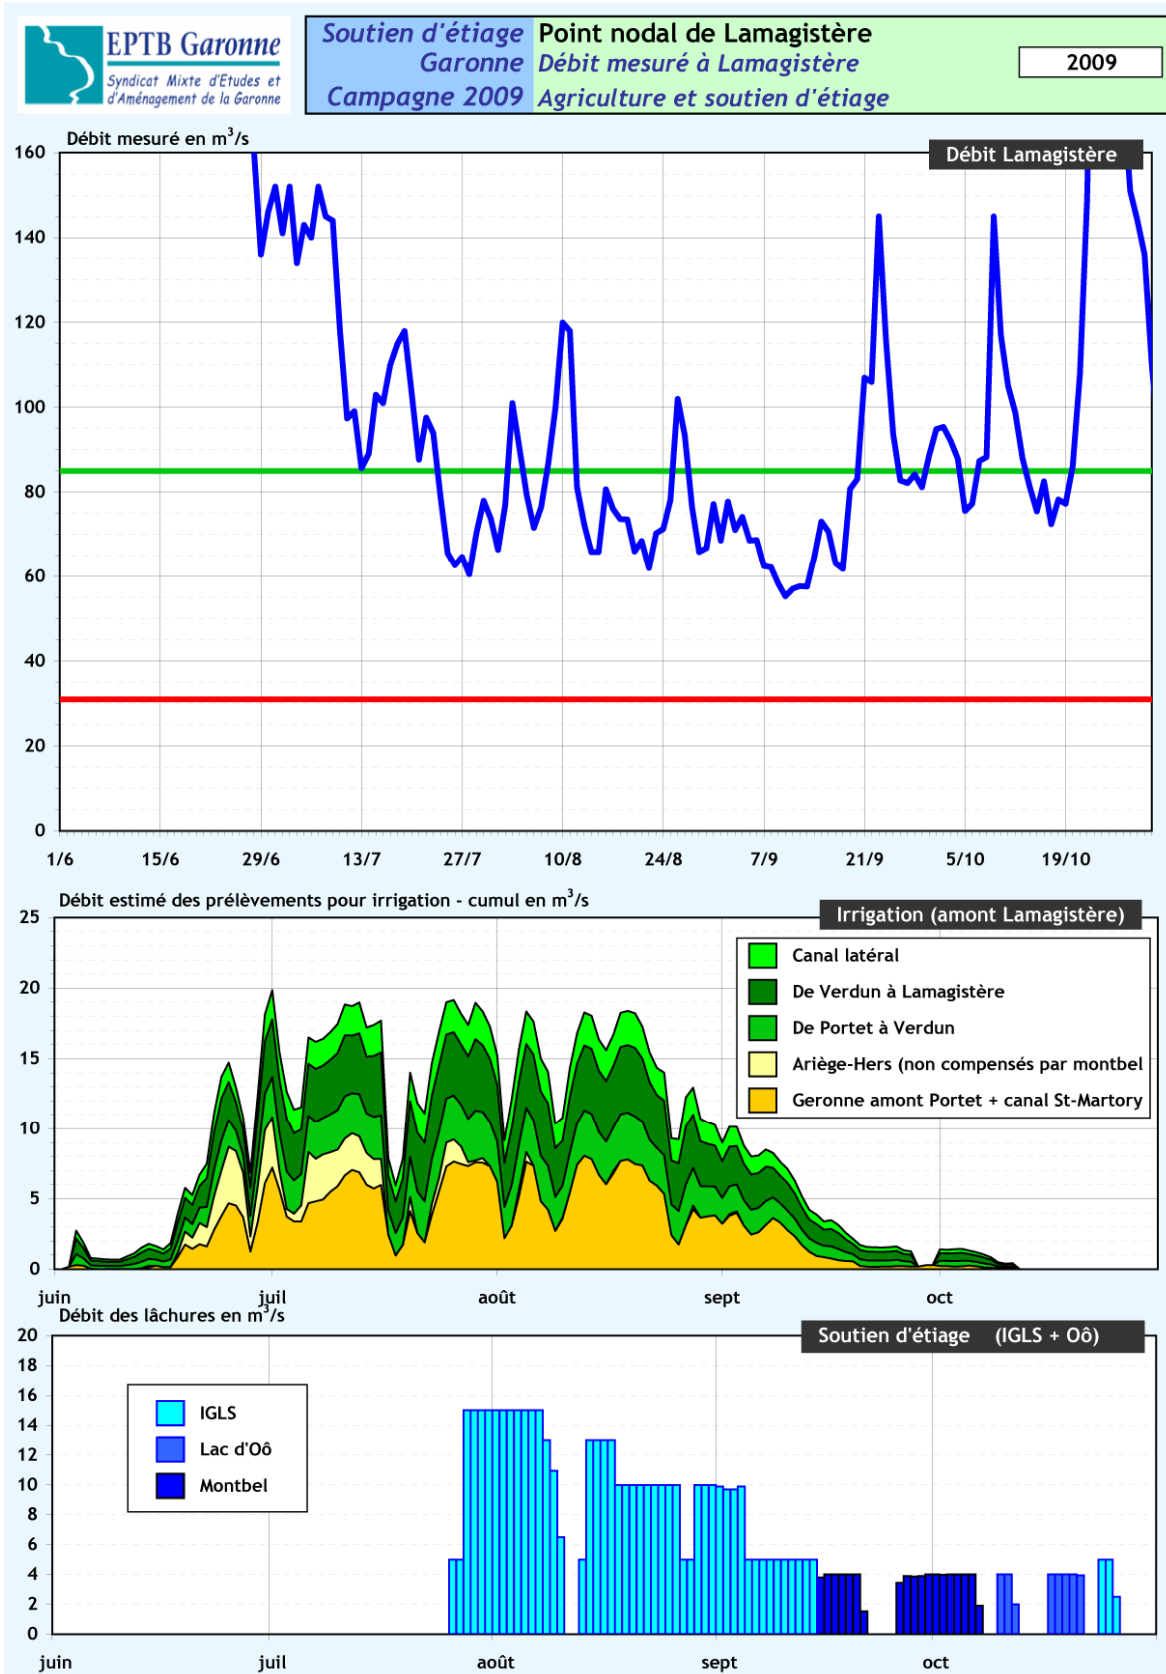 EPTB Garonne
Syndicat Mixte d'Etudes et
d'Aménagement de la Garonne
Soutien d'étiage
Garonne
Campagne 2009
Point nodal de Lamagistère
Débit mesuré à Lamagistère
Agriculture et soutien d'étiage
2009
Débit mesuré en m3/s
Débit Lamagistère
160
140
120
100
80
60
40
20
0
1/6 15/6 29/6 13/7 27/7 10/8 24/8 7/9 21/9 5/10 19/10
Débit estimé des prélèvements pour irrigation - cumul en m3/s
Irrigation (amont Lamagistère)
25
20
15
10
5
0
Canal latéral
De Verdun à Lamagistère
De Portet à Verdun
Ariège-Hers (non compensés par montbel
Geronne amont Portet + canal St-Martory
juin juil août sept oct
Débit des lâchures en m3/s
Soutien d'étiage (IGLS + Oô)
20
18
16
14
12
10
8
6
4
2
0
IGLS
Lac d'Oô
Montbel
juin juil août sept oct